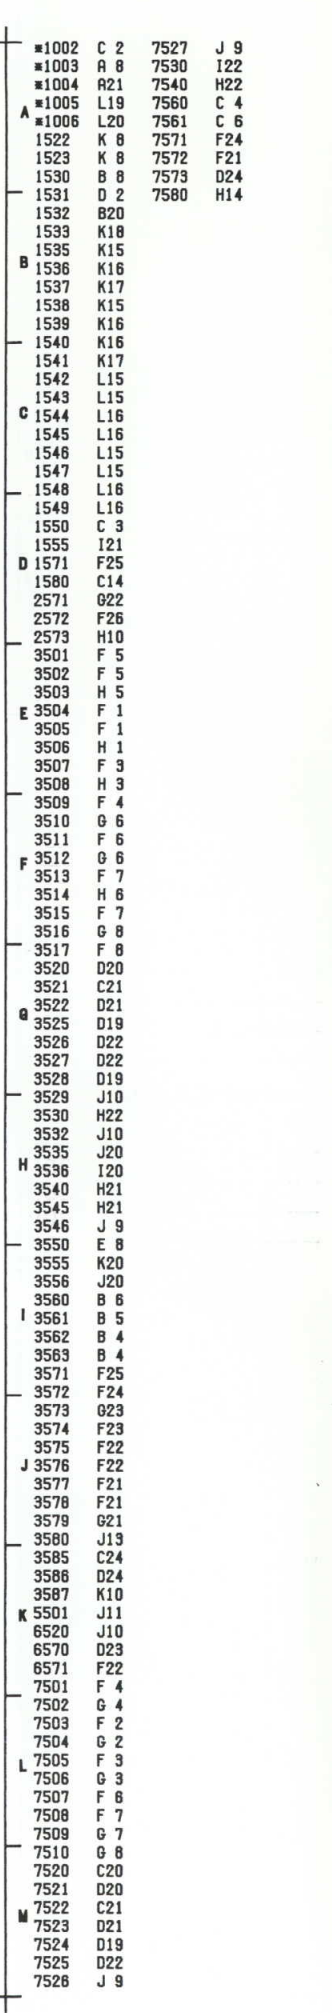 *1002 C 2 7527 J 9
*1003 A 8 7530 I22
*1004 A21 7540 H22
*1005 L19 7560 C 4
A
*1006 L20 7561 C 6
1522 K 8 7571 F24
1523 K 8 7572 F21
1530 B 8 7573 D24
1531 D 2 7580 H14
1532 B20
1533 K18
1535 K15
B 1536 K16
1537 K17
1538 K15
1539 K16
1540 K16
1541 K17
1542 L15
1543 L15
C 1544 L16
1545 L16
1546 L15
1547 L15
1548 L16
1549 L16
1550 C 3
1555 I21
D 1571 F25
1580 C14
2571 G22
2572 F26
2573 H10
3501 F 5
3502 F 5
3503 H 5
E 3504 F 1
3505 F 1
3506 H 1
3507 F 3
3508 H 3
3509 F 4
3510 G 6
3511 F 6
F 3512 G 6
3513 F 7
3514 H 6
3515 F 7
3516 G 8
3517 F 8
3520 D20
3521 C21
G 3522 D21
3525 D19
3526 D22
3527 D22
3528 D19
3529 J10
3530 H22
3532 J10
3535 J20
H 3536 I20
3540 H21
3545 H21
3546 J 9
3550 E 8
3555 K20
3556 J20
3560 B 6
I 3561 B 5
3562 B 4
3563 B 4
3571 F25
3572 F24
3573 G23
3574 F23
3575 F22
J 3576 F22
3577 F21
3578 F21
3579 G21
3580 J13
3585 C24
3586 D24
3587 K10
K 5501 J11
6520 J10
6570 D23
6571 F22
7501 F 4
7502 G 4
7503 F 2
7504 G 2
L 7505 F 3
7506 G 3
7507 F 6
7508 F 7
7509 G 7
7510 G 8
7520 C20
7521 D20
M 7522 C21
7523 D21
7524 D19
7525 D22
7526 J 9